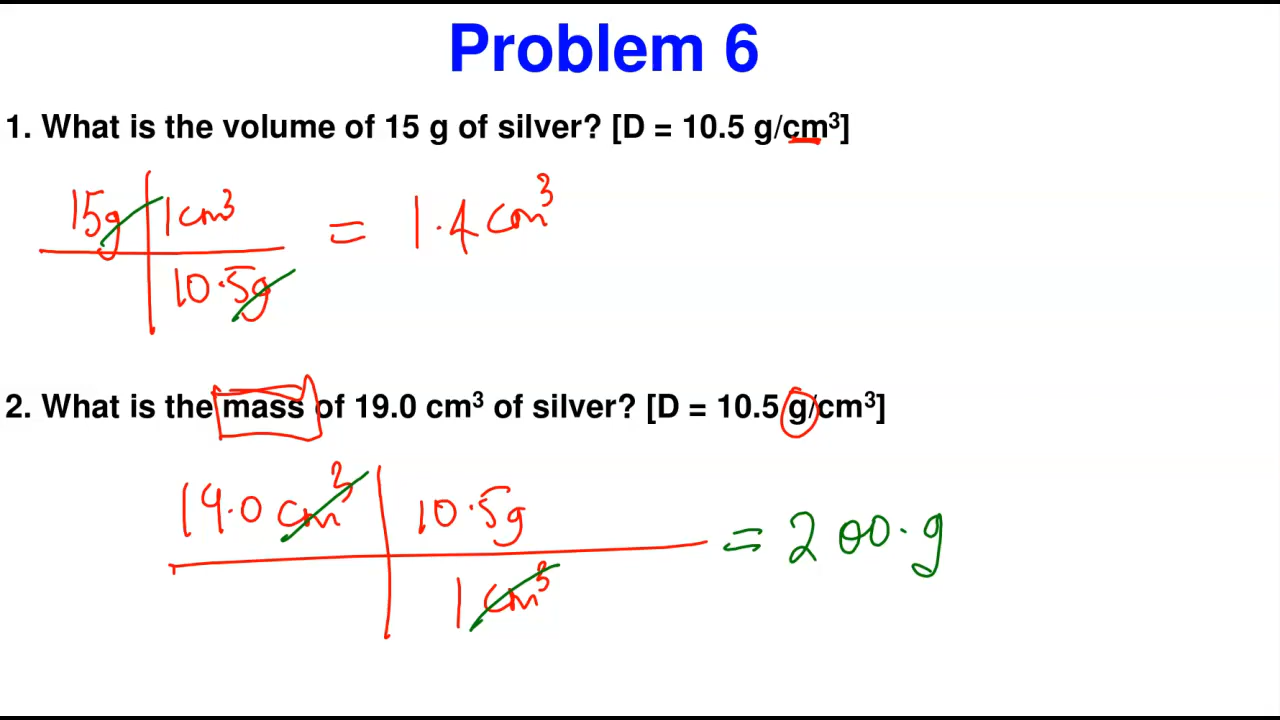 Problem 6
1. What is the volume of 15 g of silver? [D = 10.5 g/cm³]
15g | 1cm³ = 1.4 cm³
10.5g
2. What is the mass of 19.0 cm³ of silver? [D = 10.5 g/cm³]
19.0 cm³ | 10.5g = 200. g
1 cm³